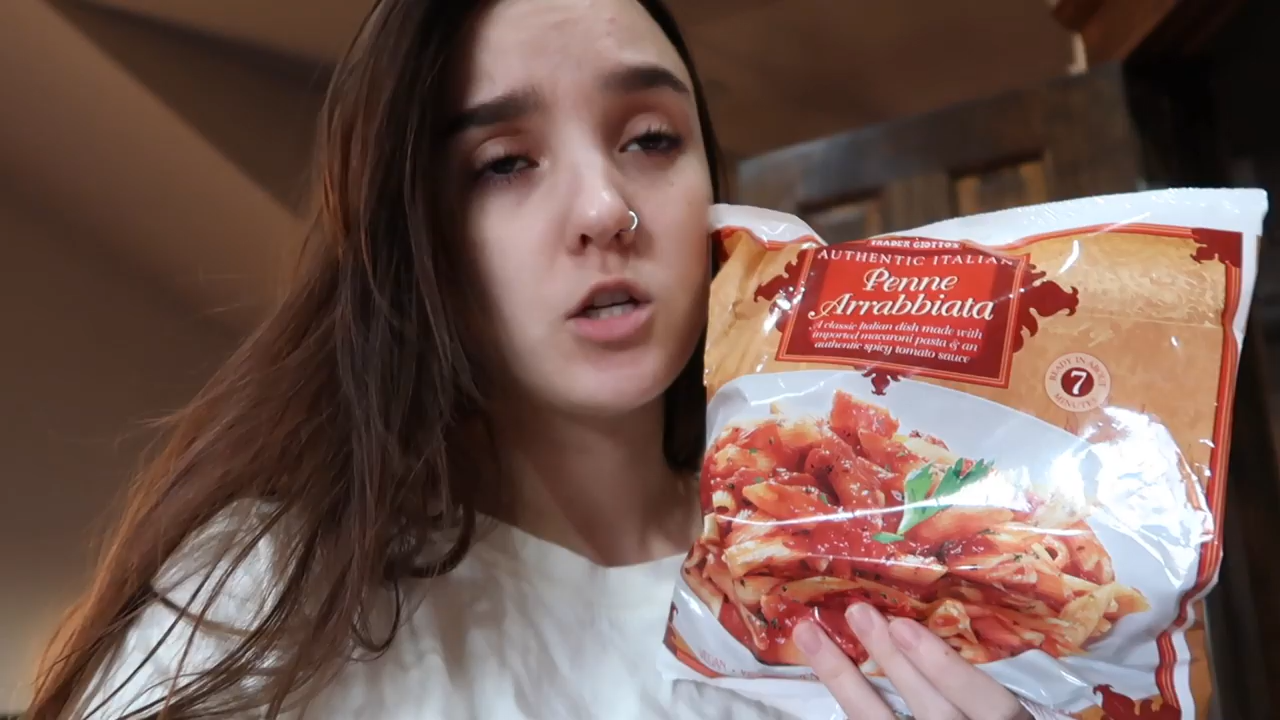 TRADER GIOTTO'S
AUTHENTIC ITALIAN
Penne
Arrabbiata
A classic Italian dish made with
imported macaroni pasta & an
authentic spicy tomato sauce
READY IN ABOUT
7
MINUTES
VEGAN